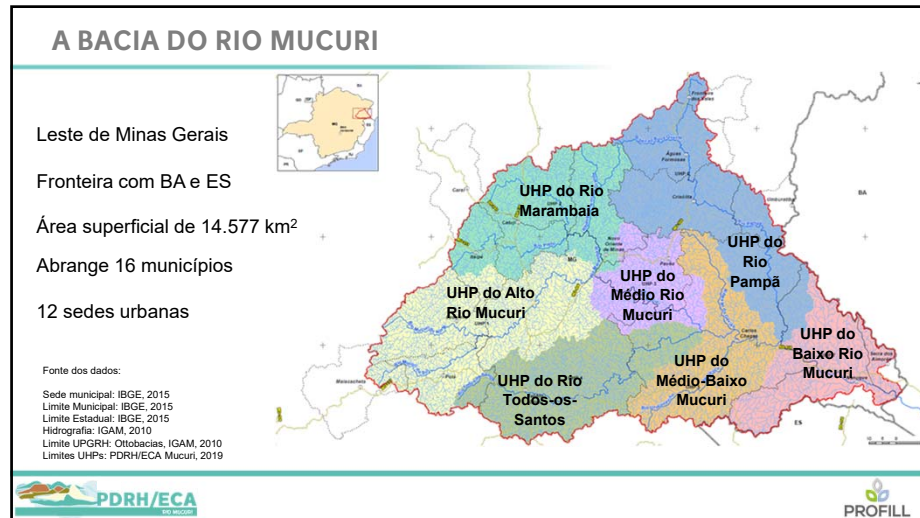 A BACIA DO RIO MUCURI
Leste de Minas Gerais
Fronteira com BA e ES
Área superficial de 14.577 km²
Abrange 16 municípios
12 sedes urbanas
Fonte dos dados:
Sede municipal: IBGE, 2015
Limite Municipal: IBGE, 2015
Limite Estadual: IBGE, 2015
Hidrografia: IGAM, 2010
Limite UPGRH: Ottobacias, IGAM, 2010
Limites UHPs: PDRH/ECA Mucuri, 2019
UHP do Rio
Marambaia
UHP do Alto
Rio Mucuri
UHP do
Médio Rio
Mucuri
UHP do
Rio
Pampã
UHP do Rio
Todos-os-
Santos
UHP do
Médio-Baixo
Mucuri
UHP do
Baixo Rio
Mucuri
BA
ES
MG
PDRH/ECA
RIO MUCURI
PROFILL